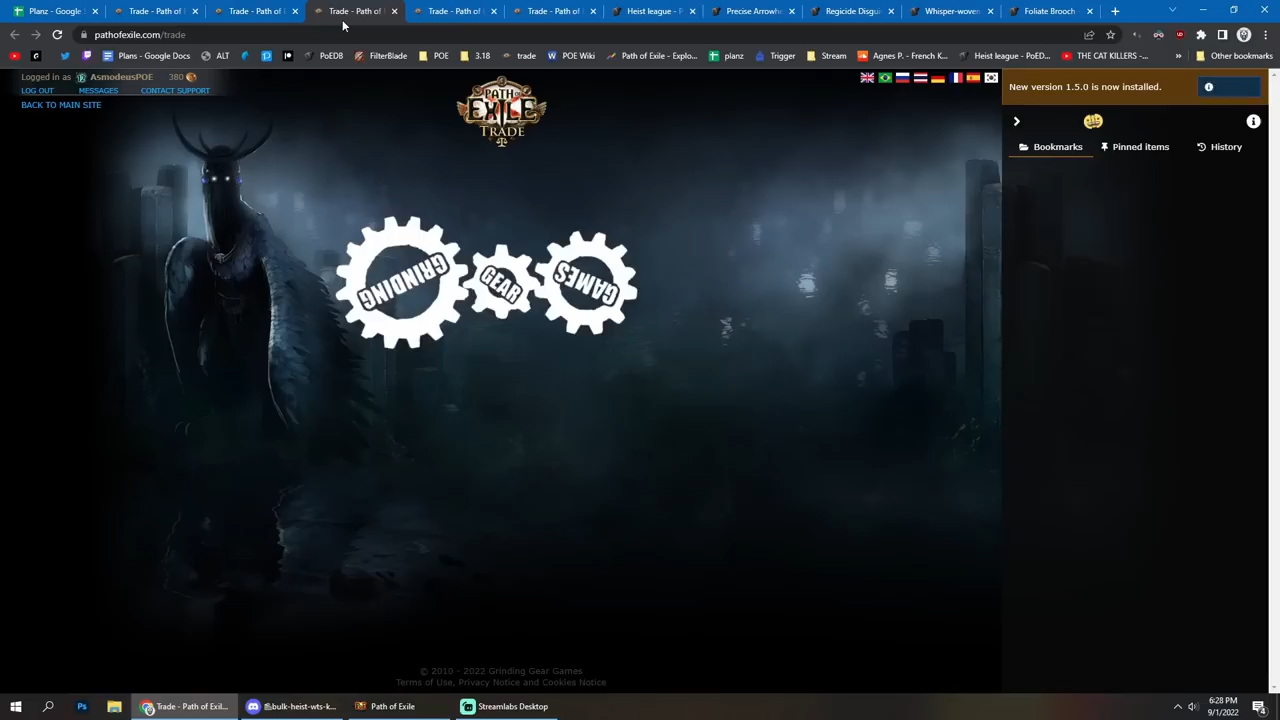 Planz - Google
Trade - Path of E
Trade - Path of E
Trade - Path of E
Trade - Path of E
Trade - Path of E
Heist league - P
Precise Arrowhe
Regicide Disgu
Whisper-woven
Foliate Brooch
pathofexile.com/trade
Plans - Google Docs
ALT
PoEDB
FilterBlade
POE
3.18
trade
POE Wiki
Path of Exile - Explo...
planz
Trigger
Stream
Agnes P. - French K...
Heist league - PoED...
THE CAT KILLERS -...
»
Other bookmarks
Logged in as AsmodeusPOE 380
LOG OUT MESSAGES CONTACT SUPPORT
BACK TO MAIN SITE
PATH OF EXILE
TRADE
New version 1.5.0 is now installed.
Bookmarks
Pinned items
History
GRINDING GEAR GAMES
© 2010 - 2022 Grinding Gear Games
Terms of Use, Privacy Notice and Cookies Notice
Trade - Path of Exil...
bulk-heist-wts-k...
Path of Exile
Streamlabs Desktop
6:28 PM
9/1/2022